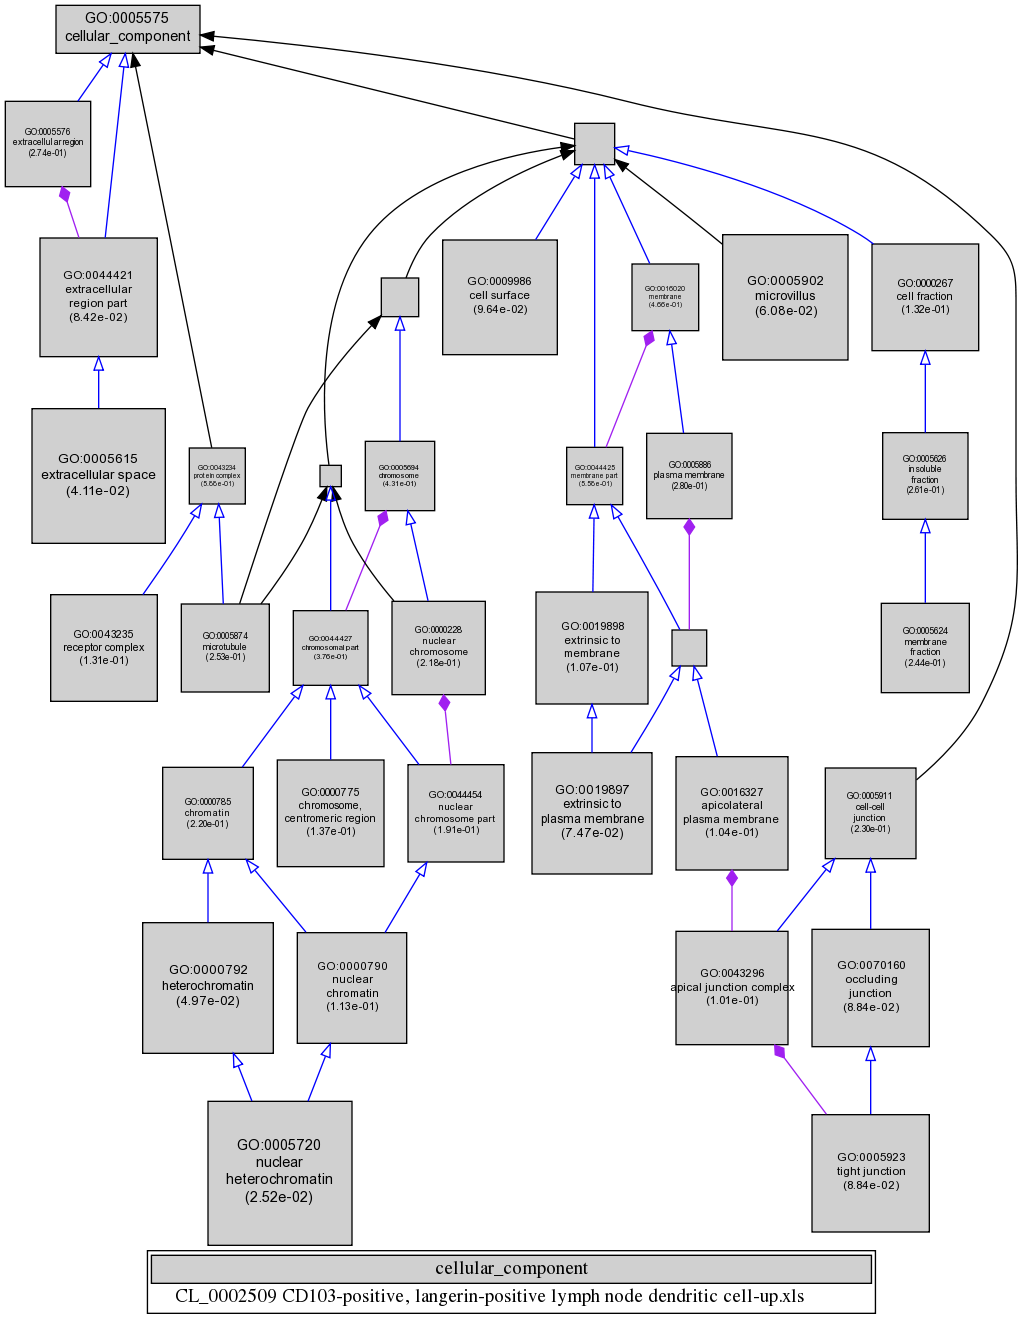 GO:0005575
cellular_component
GO:0005576
extracellular region
(2.74e-01)
GO:0044421
extracellular
region part
(8.42e-02)
GO:0009986
cell surface
(9.64e-02)
GO:0016020
membrane
(4.66e-01)
GO:0005902
microvillus
(6.08e-02)
GO:0000267
cell fraction
(1.32e-01)
GO:0005615
extracellular space
(4.11e-02)
GO:0043234
protein complex
(5.66e-01)
GO:0005694
chromosome
(4.31e-01)
GO:0044425
membrane part
(5.56e-01)
GO:0005886
plasma membrane
(2.80e-01)
GO:0005626
insoluble
fraction
(2.61e-01)
GO:0043235
receptor complex
(1.31e-01)
GO:0005874
microtubule
(2.53e-01)
GO:0044427
chromosomal part
(3.76e-01)
GO:0000228
nuclear
chromosome
(2.18e-01)
GO:0019898
extrinsic to
membrane
(1.07e-01)
GO:0005624
membrane
fraction
(2.44e-01)
GO:0000785
chromatin
(2.20e-01)
GO:0000775
chromosome,
centromeric region
(1.37e-01)
GO:0044454
nuclear
chromosome part
(1.91e-01)
GO:0019897
extrinsic to
plasma membrane
(7.47e-02)
GO:0016327
apicolateral
plasma membrane
(1.04e-01)
GO:0005911
cell-cell
junction
(2.30e-01)
GO:0000792
heterochromatin
(4.97e-02)
GO:0000790
nuclear
chromatin
(1.13e-01)
GO:0043296
apical junction complex
(1.01e-01)
GO:0070160
occluding
junction
(8.84e-02)
GO:0005720
nuclear
heterochromatin
(2.52e-02)
GO:0005923
tight junction
(8.84e-02)
cellular_component
CL_0002509 CD103-positive, langerin-positive lymph node dendritic cell-up.xls